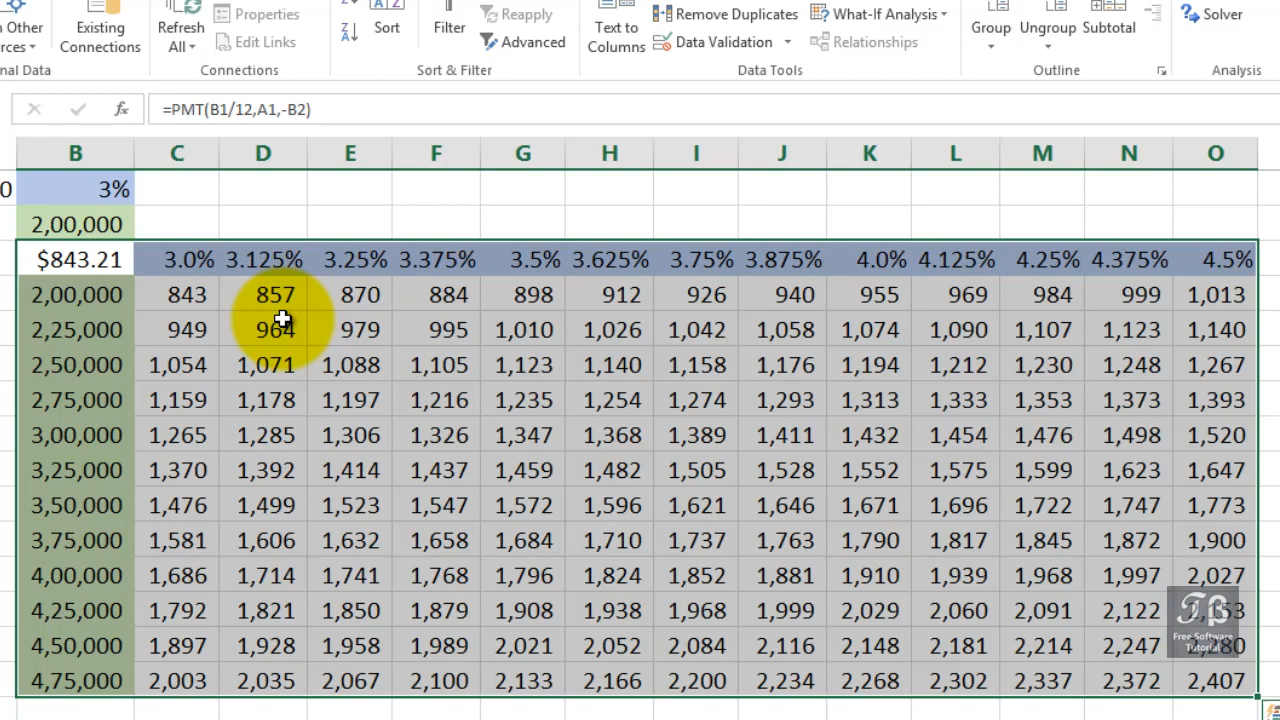 n Other
rces
Existing
Connections
Refresh
All
Properties
Edit Links
Sort
Filter
Reapply
Advanced
Text to
Columns
Remove Duplicates
Data Validation
What-If Analysis
Relationships
Group
Ungroup
Subtotal
Solver
nal Data
Connections
Sort & Filter
Data Tools
Outline
Analysis
fx
=PMT(B1/12,A1,-B2)
B C D E F G H I J K L M N O
0 3%
2,00,000
$843.21 3.0% 3.125% 3.25% 3.375% 3.5% 3.625% 3.75% 3.875% 4.0% 4.125% 4.25% 4.375% 4.5%
2,00,000 843 857 870 884 898 912 926 940 955 969 984 999 1,013
2,25,000 949 964 979 995 1,010 1,026 1,042 1,058 1,074 1,090 1,107 1,123 1,140
2,50,000 1,054 1,071 1,088 1,105 1,123 1,140 1,158 1,176 1,194 1,212 1,230 1,248 1,267
2,75,000 1,159 1,178 1,197 1,216 1,235 1,254 1,274 1,293 1,313 1,333 1,353 1,373 1,393
3,00,000 1,265 1,285 1,306 1,326 1,347 1,368 1,389 1,411 1,432 1,454 1,476 1,498 1,520
3,25,000 1,370 1,392 1,414 1,437 1,459 1,482 1,505 1,528 1,552 1,575 1,599 1,623 1,647
3,50,000 1,476 1,499 1,523 1,547 1,572 1,596 1,621 1,646 1,671 1,696 1,722 1,747 1,773
3,75,000 1,581 1,606 1,632 1,658 1,684 1,710 1,737 1,763 1,790 1,817 1,845 1,872 1,900
4,00,000 1,686 1,714 1,741 1,768 1,796 1,824 1,852 1,881 1,910 1,939 1,968 1,997 2,027
4,25,000 1,792 1,821 1,850 1,879 1,908 1,938 1,968 1,999 2,029 2,060 2,091 2,122
4,50,000 1,897 1,928 1,958 1,989 2,021 2,052 2,084 2,116 2,148 2,181 2,214 2,247 2,280
4,75,000 2,003 2,035 2,067 2,100 2,133 2,166 2,200 2,234 2,268 2,302 2,337 2,372 2,407
Free Software
Tutorial